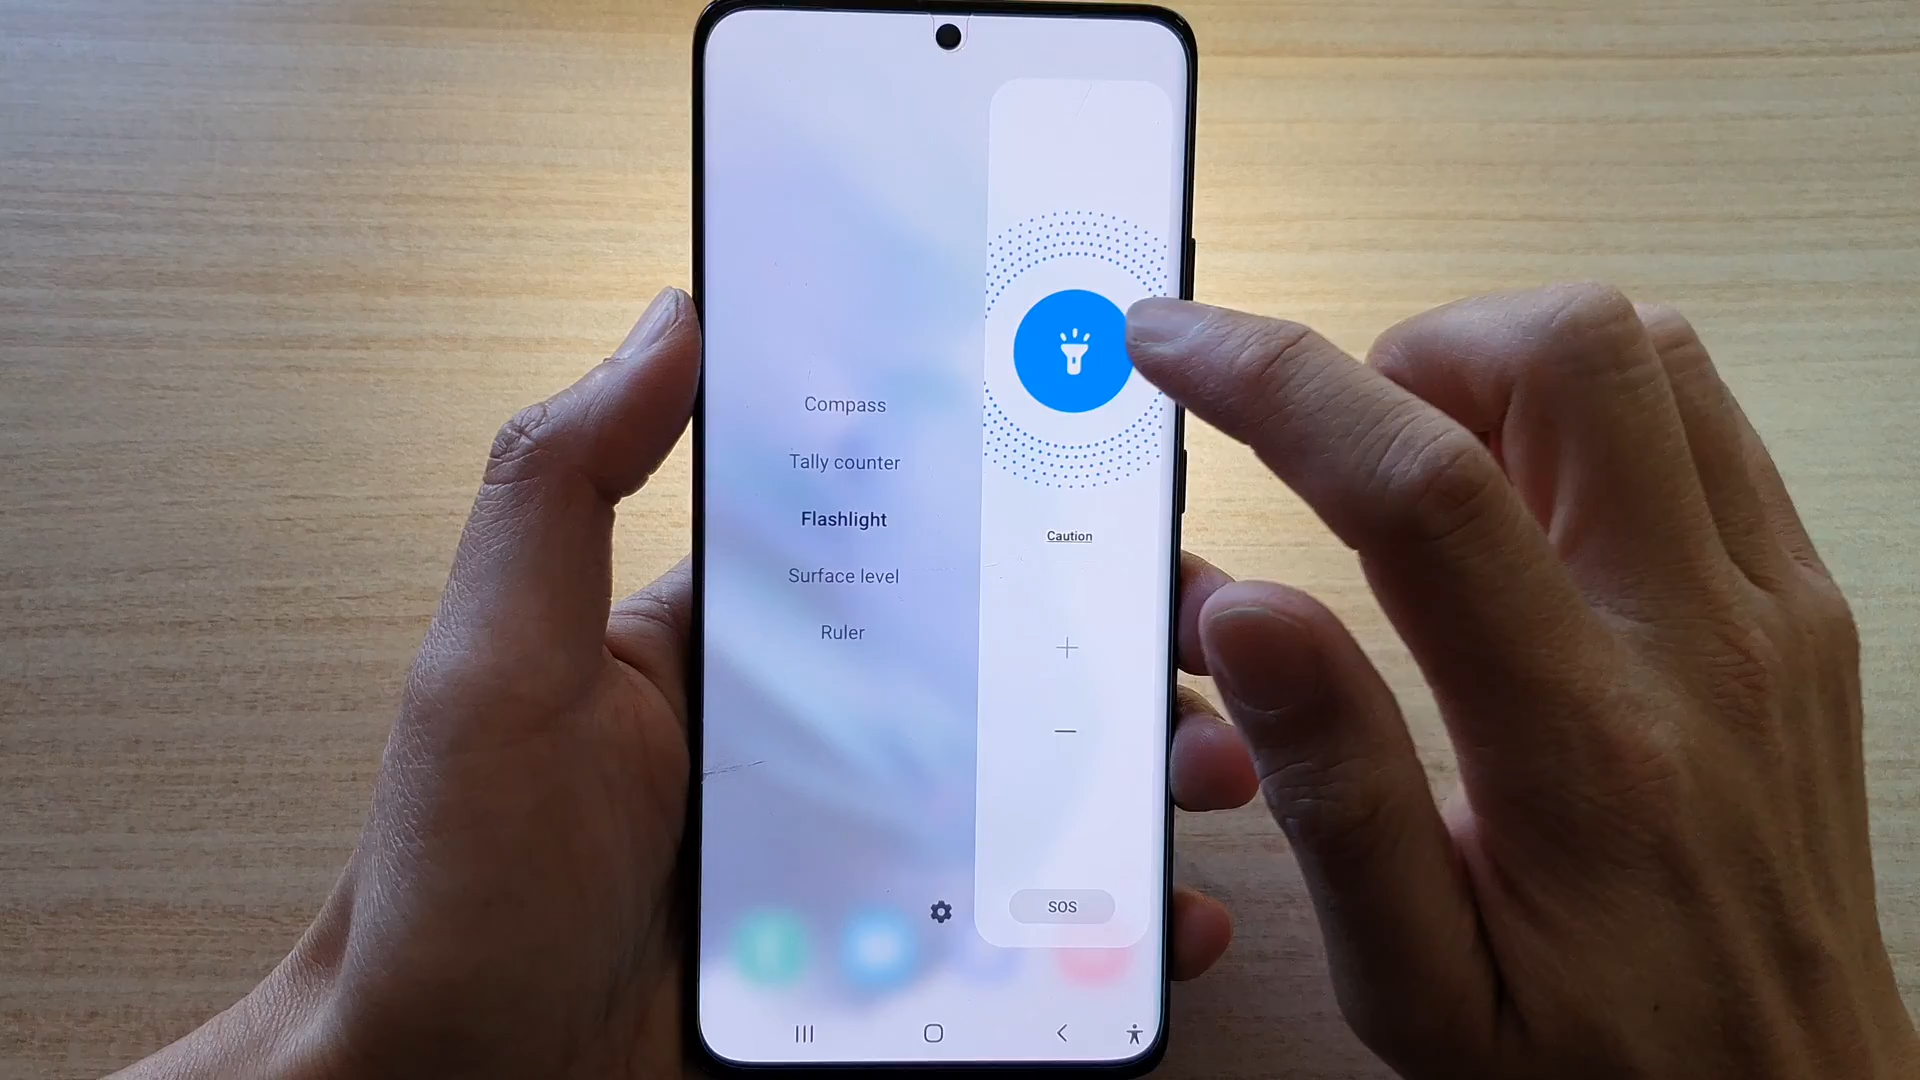 Compass
Tally counter
Flashlight
Surface level
Ruler
Caution
+
−
SOS